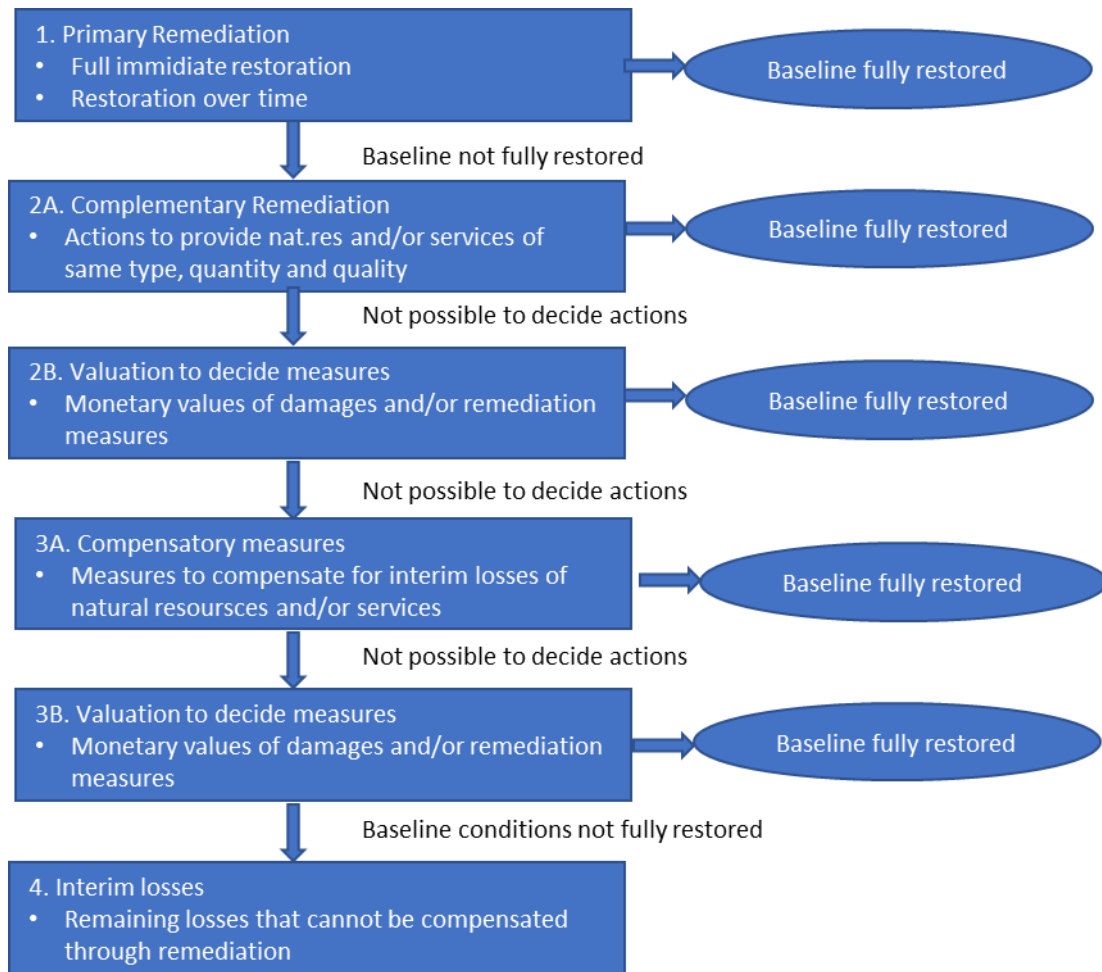 1. Primary Remediation
• Full immidiate restoration
• Restoration over time
Baseline fully restored
Baseline not fully restored
2A. Complementary Remediation
• Actions to provide nat.res and/or services of
same type, quantity and quality
Baseline fully restored
Not possible to decide actions
2B. Valuation to decide measures
• Monetary values of damages and/or remediation
measures
Baseline fully restored
Not possible to decide actions
3A. Compensatory measures
• Measures to compensate for interim losses of
natural resoursces and/or services
Baseline fully restored
Not possible to decide actions
3B. Valuation to decide measures
• Monetary values of damages and/or remediation
measures
Baseline fully restored
Baseline conditions not fully restored
4. Interim losses
• Remaining losses that cannot be compensated
through remediation